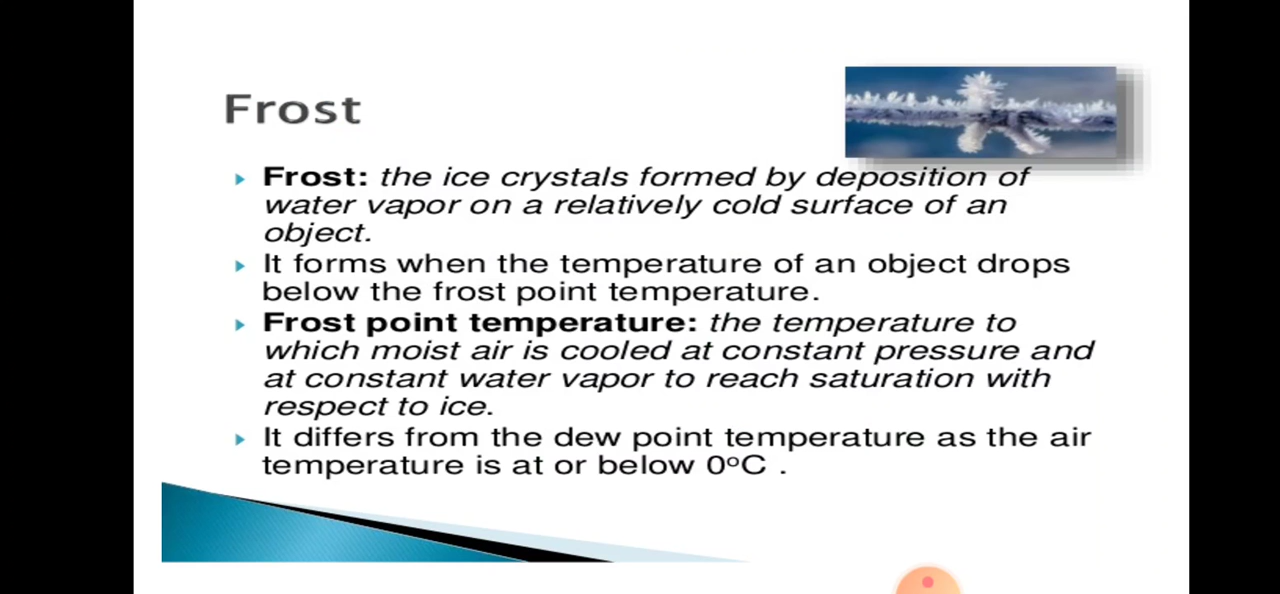 Frost
Frost: the ice crystals formed by deposition of
water vapor on a relatively cold surface of an
object.
It forms when the temperature of an object drops
below the frost point temperature.
Frost point temperature: the temperature to
which moist air is cooled at constant pressure and
at constant water vapor to reach saturation with
respect to ice.
It differs from the dew point temperature as the air
temperature is at or below 0°C .